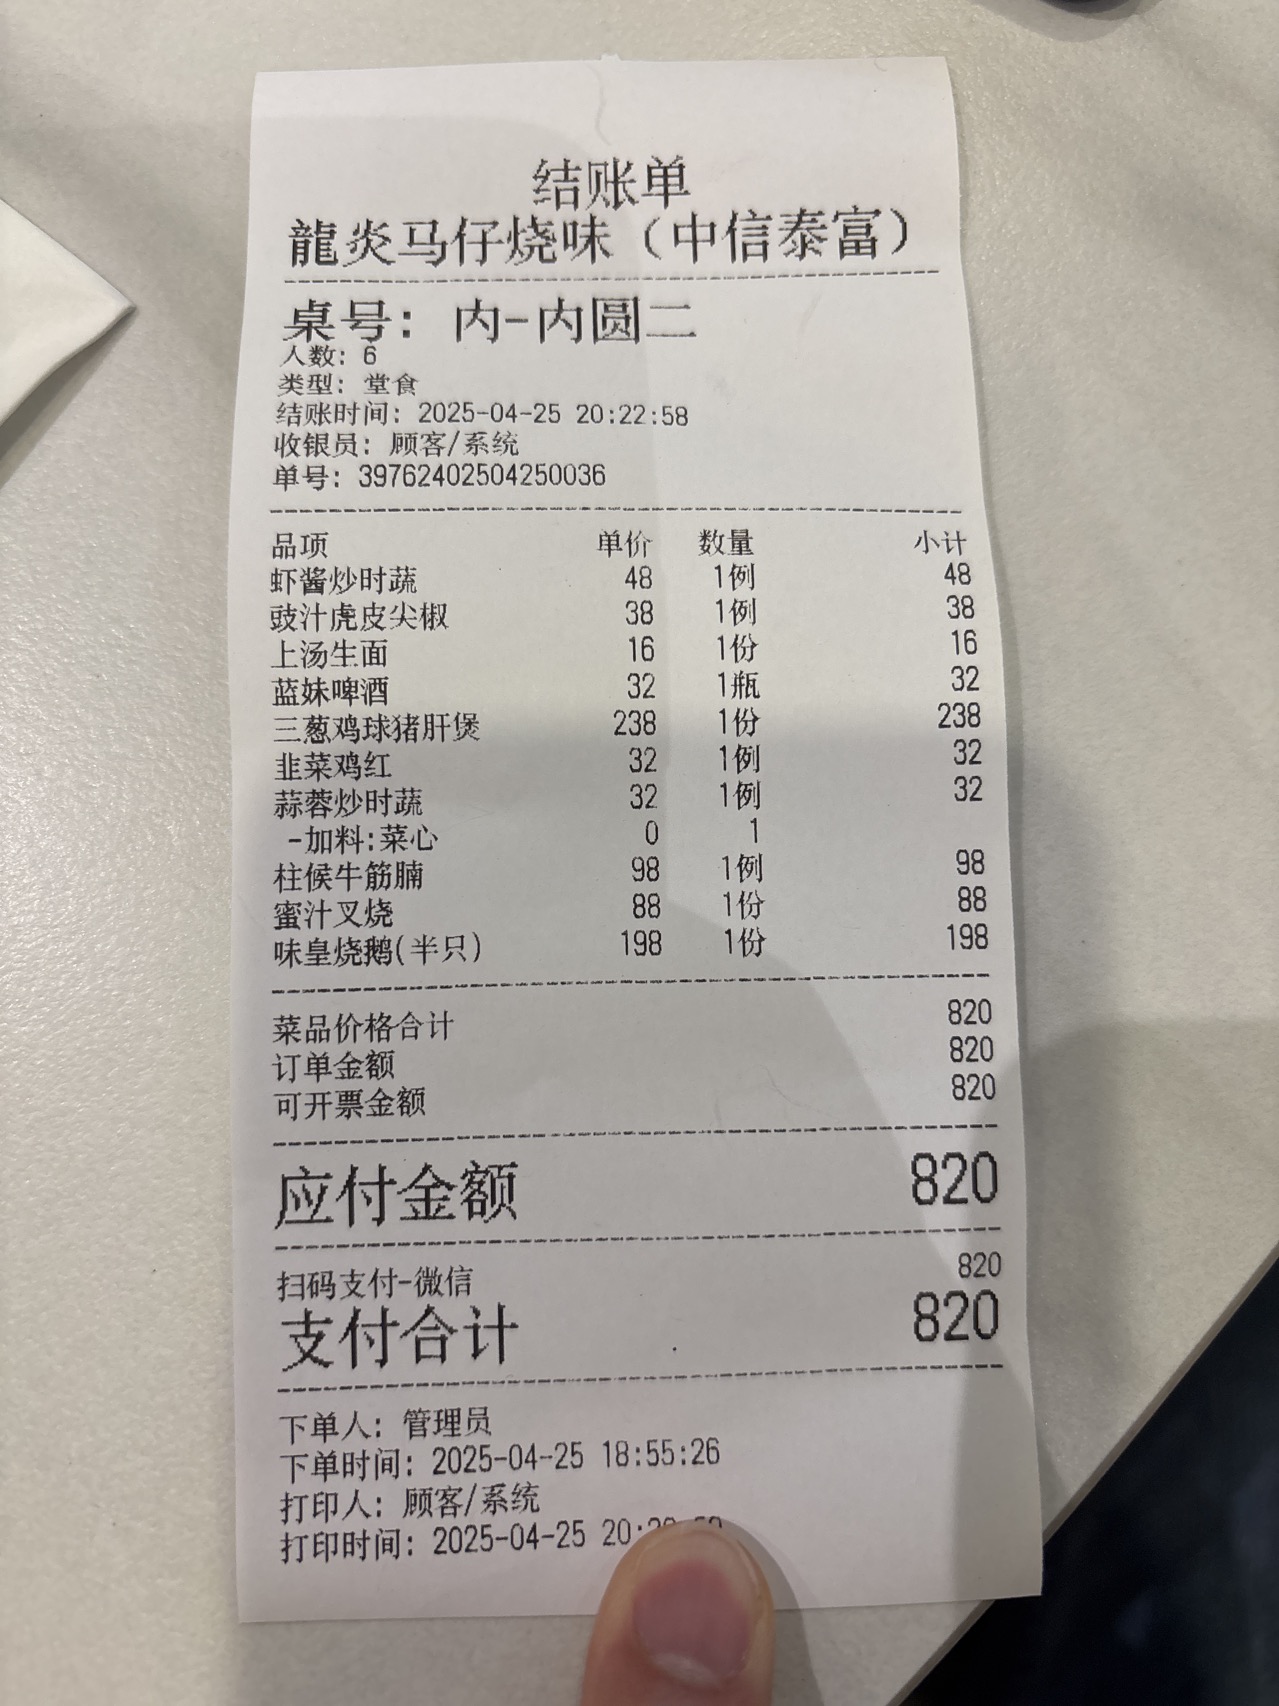 结账单
龍炎马仔烧味（中信泰富）
桌号: 内-内圆二
人数: 6
类型: 堂食
结账时间: 2025-04-25 20:22:58
收银员: 顾客/系统
单号: 39762402504250036
品项 单价 数量 小计
虾酱炒时蔬 48 1例 48
豉汁虎皮尖椒 38 1例 38
上汤生面 16 1份 16
蓝妹啤酒 32 1瓶 32
三葱鸡球猪肝煲 238 1份 238
韭菜鸡红 32 1例 32
蒜蓉炒时蔬 32 1例 32
-加料:菜心 0 1
柱候牛筋腩 98 1例 98
蜜汁叉烧 88 1份 88
味皇烧鹅(半只) 198 1份 198
菜品价格合计 820
订单金额 820
可开票金额 820
应付金额 820
扫码支付-微信 820
支付合计 820
下单人: 管理员
下单时间: 2025-04-25 18:55:26
打印人: 顾客/系统
打印时间: 2025-04-25